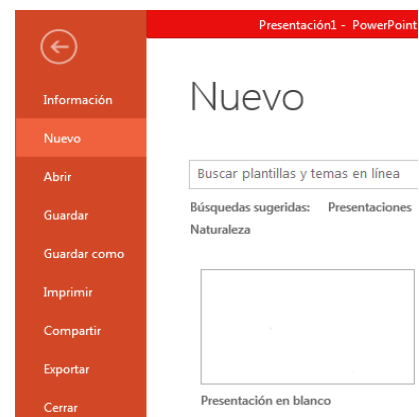 Presentación1 - PowerPoint
Información
Nuevo
Abrir
Guardar
Guardar como
Imprimir
Compartir
Exportar
Cerrar
Nuevo
Buscar plantillas y temas en línea
Búsquedas sugeridas: Presentaciones
Naturaleza
Presentación en blanco